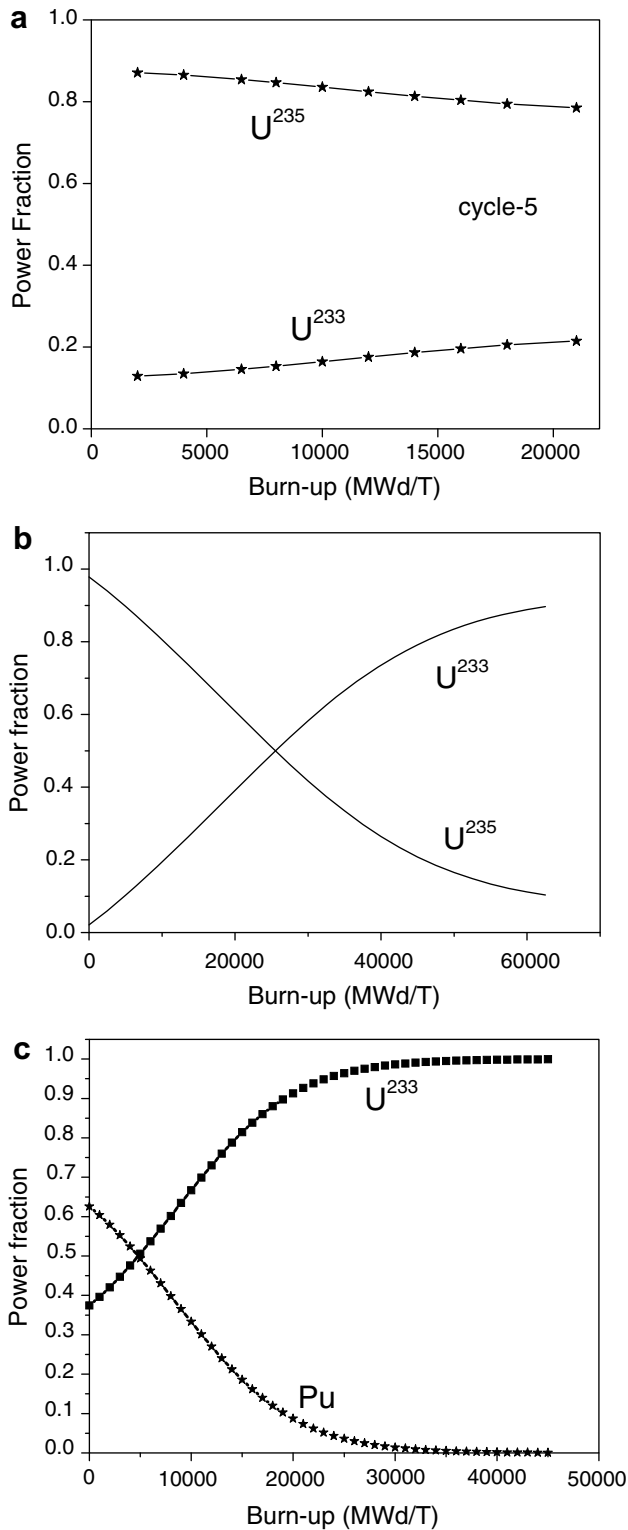 a
1.0
0.8
0.6
0.4
0.2
0.0
Power Fraction
U²³⁵
cycle-5
U²³³
0 5000 10000 15000 20000
Burn-up (MWd/T)
b
1.0
0.8
0.6
0.4
0.2
0.0
Power fraction
U²³³
U²³⁵
0 20000 40000 60000
Burn-up (MWd/T)
c
1.0
0.9
0.8
0.7
0.6
0.5
0.4
0.3
0.2
0.1
0.0
Power fraction
U²³³
Pu
0 10000 20000 30000 40000 50000
Burn-up (MWd/T)